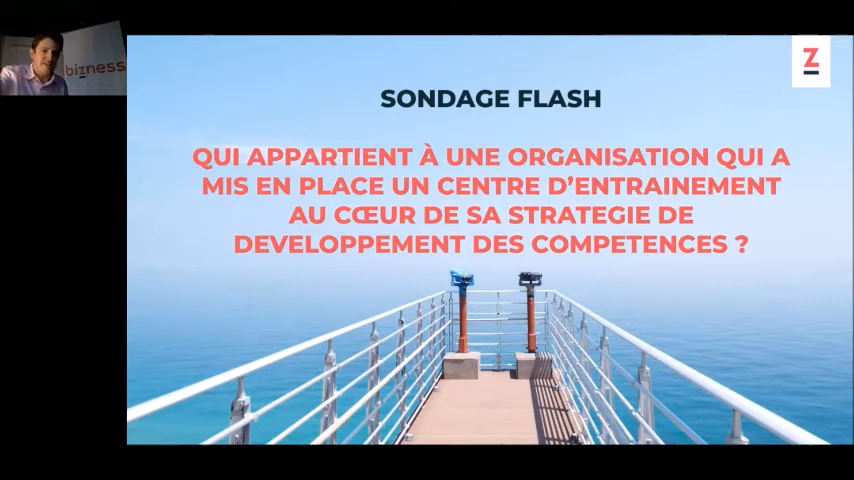 bizness
Z
SONDAGE FLASH
QUI APPARTIENT À UNE ORGANISATION QUI A
MIS EN PLACE UN CENTRE D’ENTRAINEMENT
AU CŒUR DE SA STRATEGIE DE
DEVELOPPEMENT DES COMPETENCES ?